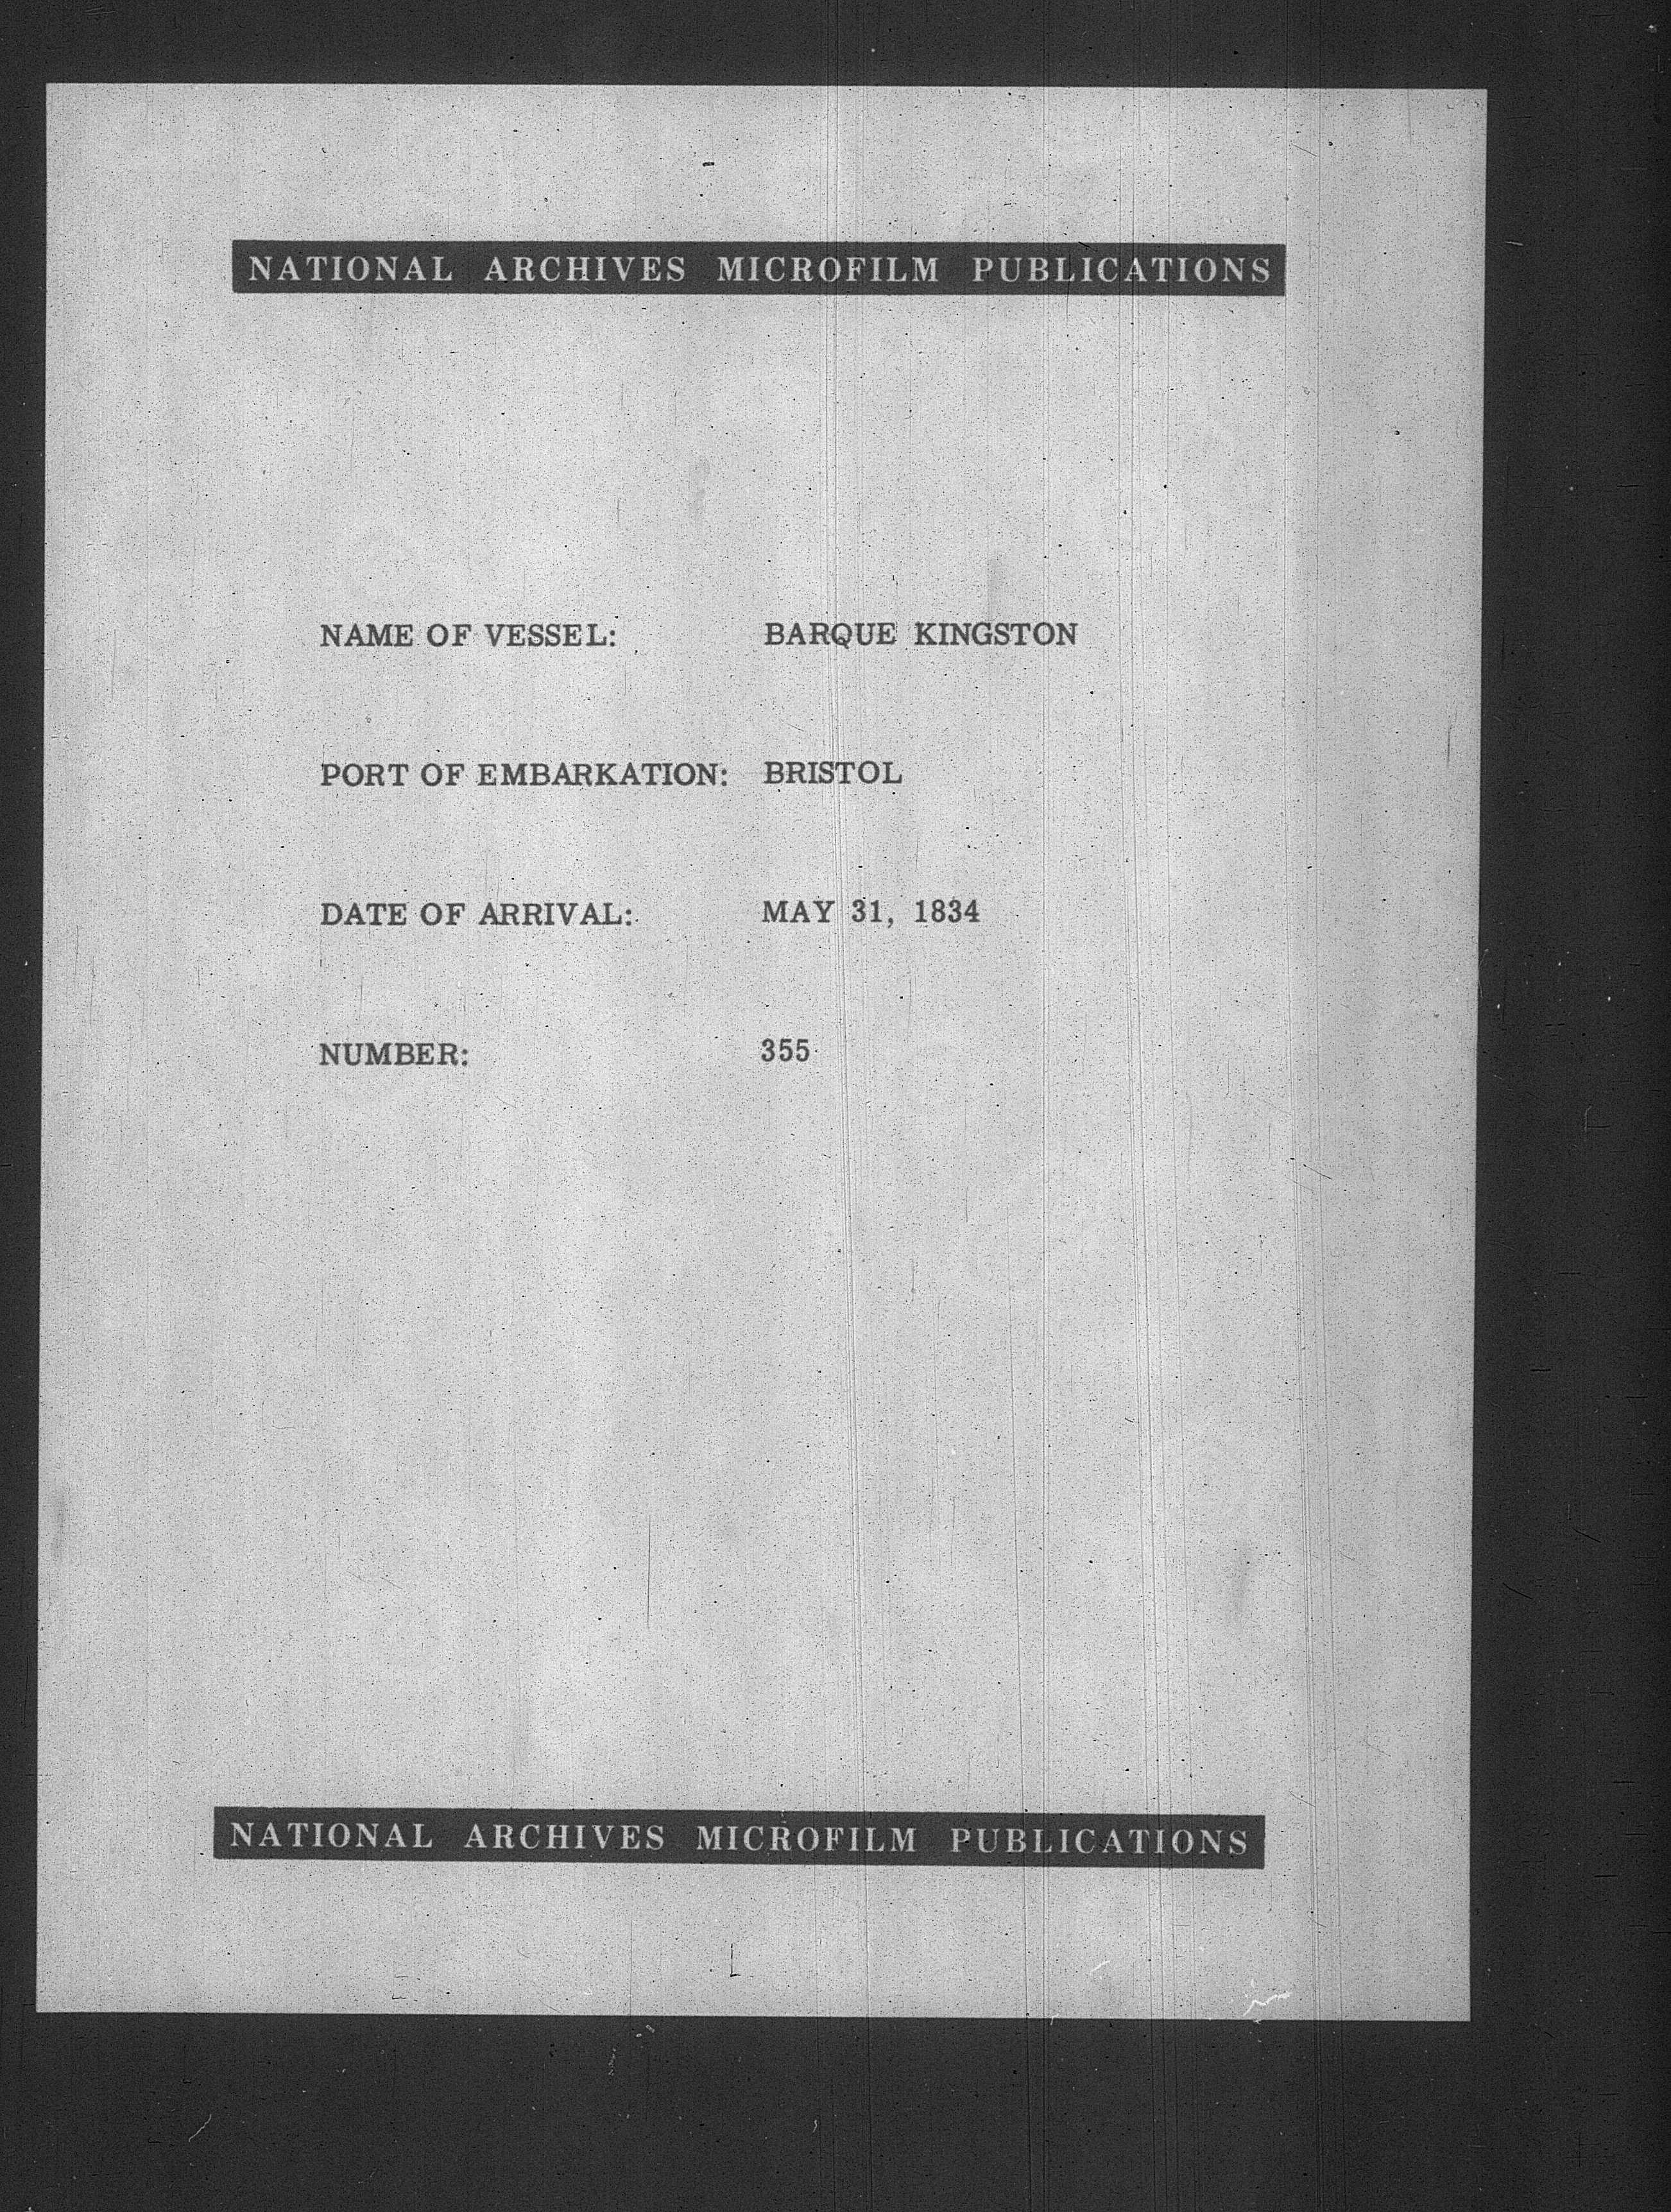 NATIONAL ARCHIVES MICROFILM PUBLICATIONS
NAME OF VESSEL: BARQUE KINGSTON
PORT OF EMBARKATION: BRISTOL
DATE OF ARRIVAL: MAY 31, 1834
NUMBER: 355
NATIONAL ARCHIVES MICROFILM PUBLICATIONS